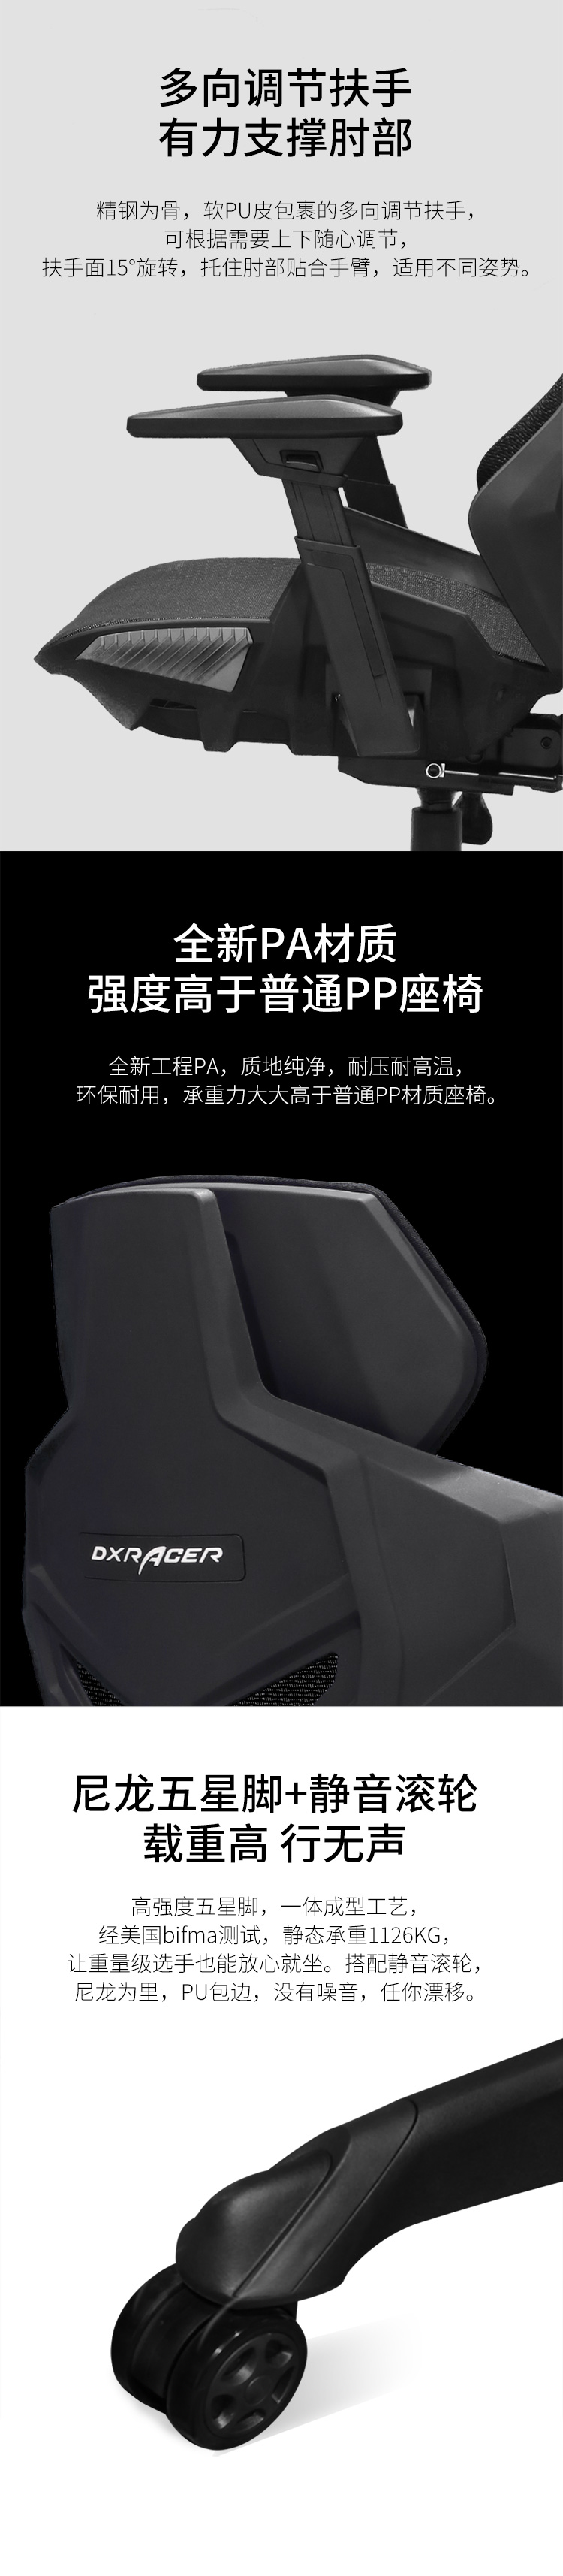 多向调节扶手
有力支撑肘部
精钢为骨，软PU皮包裹的多向调节扶手，
可根据需要上下随心调节，
扶手面15°旋转，托住肘部贴合手臂，适用不同姿势。
全新PA材质
强度高于普通PP座椅
全新工程PA，质地纯净，耐压耐高温，
环保耐用，承重力大大高于普通PP材质座椅。
DXRACER
尼龙五星脚+静音滚轮
载重高 行无声
高强度五星脚，一体成型工艺，
经美国bifma测试，静态承重1126KG，
让重量级选手也能放心就坐。搭配静音滚轮，
尼龙为里，PU包边，没有噪音，任你漂移。